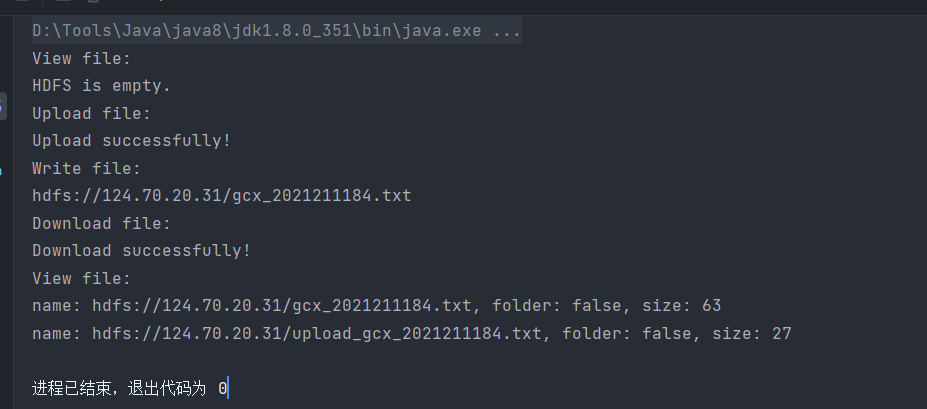 D:\Tools\Java\java8\jdk1.8.0_351\bin\java.exe ...
View file:
HDFS is empty.
Upload file:
Upload successfully!
Write file:
hdfs://124.70.20.31/gcx_2021211184.txt
Download file:
Download successfully!
View file:
name: hdfs://124.70.20.31/gcx_2021211184.txt, folder: false, size: 63
name: hdfs://124.70.20.31/upload_gcx_2021211184.txt, folder: false, size: 27
进程已结束,退出代码为 0